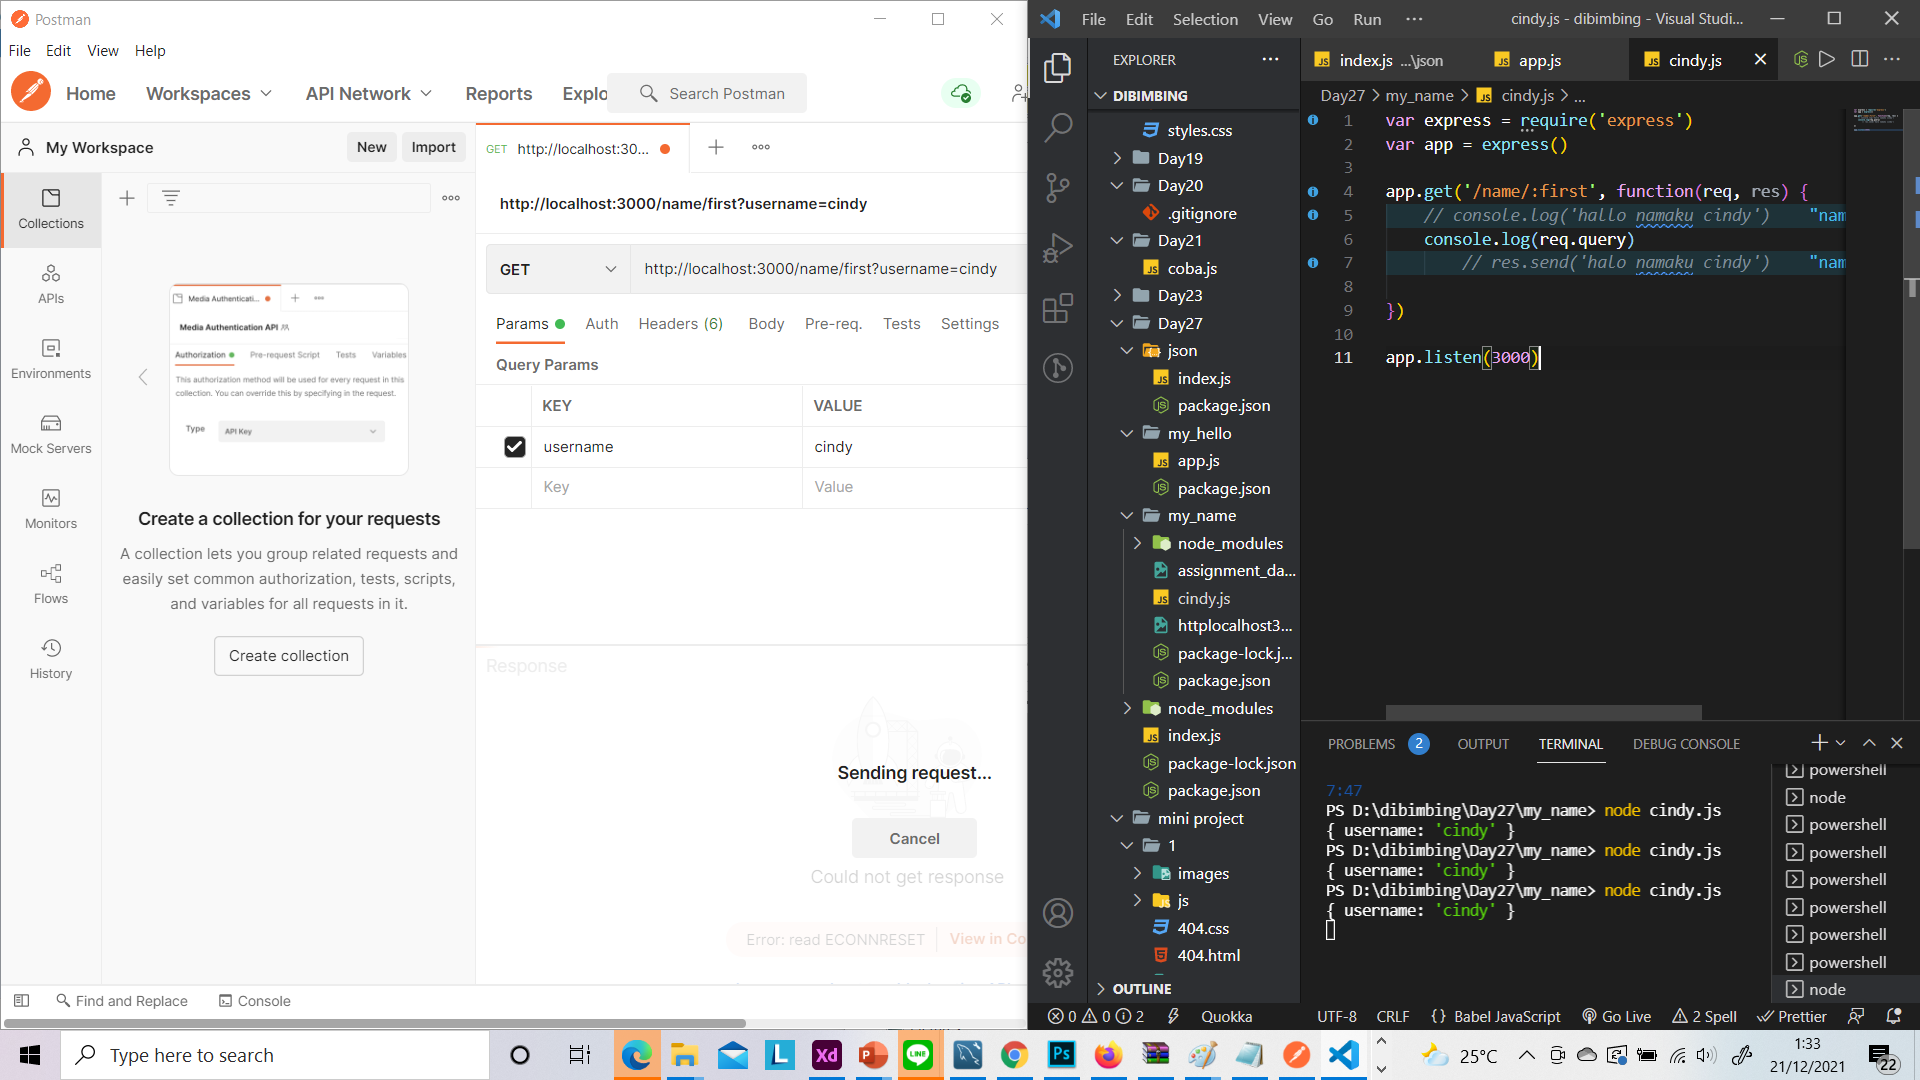 Postman
File Edit View Help
Home Workspaces API Network Reports Explo Search Postman
My Workspace New Import
GET http://localhost:30...
http://localhost:3000/name/first?username=cindy
GET http://localhost:3000/name/first?username=cindy
Params Auth Headers (6) Body Pre-req. Tests Settings
Query Params
KEY VALUE
username cindy
Key Value
Collections
APIs
Environments
Mock Servers
Monitors
Flows
History
Media Authenticati...
Media Authentication API
Authorization Pre-request Script Tests Variables
This authorization method will be used for every request in this
collection. You can override this by specifying in the request.
Type API Key
Create a collection for your requests
A collection lets you group related requests and
easily set common authorization, tests, scripts,
and variables for all requests in it.
Create collection
Response
Sending request...
Cancel
Could not get response
Error: read ECONNRESET View in Co
Find and Replace Console
File Edit Selection View Go Run ... cindy.js - dibimbing - Visual Studi...
EXPLORER
DIBIMBING
styles.css
Day19
Day20
.gitignore
Day21
coba.js
Day23
Day27
json
index.js
package.json
my_hello
app.js
package.json
my_name
node_modules
assignment_da...
cindy.js
httplocalhost3...
package-lock.j...
package.json
node_modules
index.js
package-lock.json
package.json
mini project
1
images
js
404.css
404.html
OUTLINE
index.js ...\json app.js cindy.js
Day27 > my_name > cindy.js > ...
1 var express = require('express')
2 var app = express()
3
4 app.get('/name/:first', function(req, res) {
5 // console.log('hallo namaku cindy') "nam
6 console.log(req.query)
7 // res.send('halo namaku cindy') "nam
8
9 })
10
11 app.listen(3000)
PROBLEMS 2 OUTPUT TERMINAL DEBUG CONSOLE
7:47
PS D:\dibimbing\Day27\my_name> node cindy.js
{ username: 'cindy' }
PS D:\dibimbing\Day27\my_name> node cindy.js
{ username: 'cindy' }
PS D:\dibimbing\Day27\my_name> node cindy.js
{ username: 'cindy' }
powershell
node
powershell
powershell
powershell
powershell
powershell
powershell
node
0 0 2 Quokka UTF-8 CRLF {} Babel JavaScript Go Live 2 Spell Prettier
Type here to search
25°C
1:33
21/12/2021
22